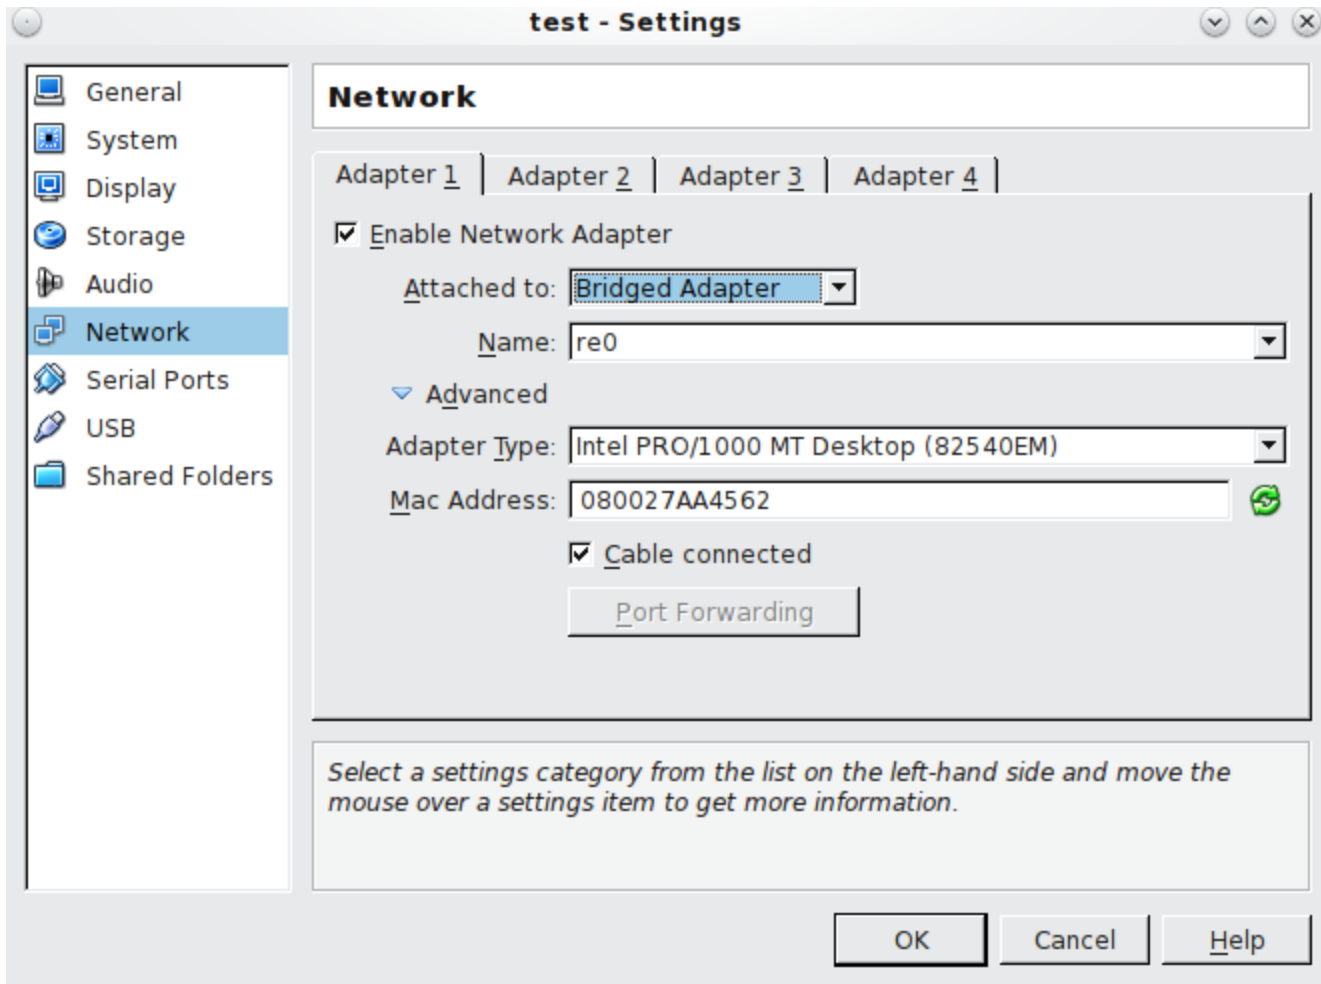 test - Settings
General
System
Display
Storage
Audio
Network
Serial Ports
USB
Shared Folders
Network
Adapter 1
Adapter 2
Adapter 3
Adapter 4
Enable Network Adapter
Attached to: Bridged Adapter
Name: re0
Advanced
Adapter Type: Intel PRO/1000 MT Desktop (82540EM)
Mac Address: 080027AA4562
Cable connected
Port Forwarding
Select a settings category from the list on the left-hand side and move the
mouse over a settings item to get more information.
OK
Cancel
Help